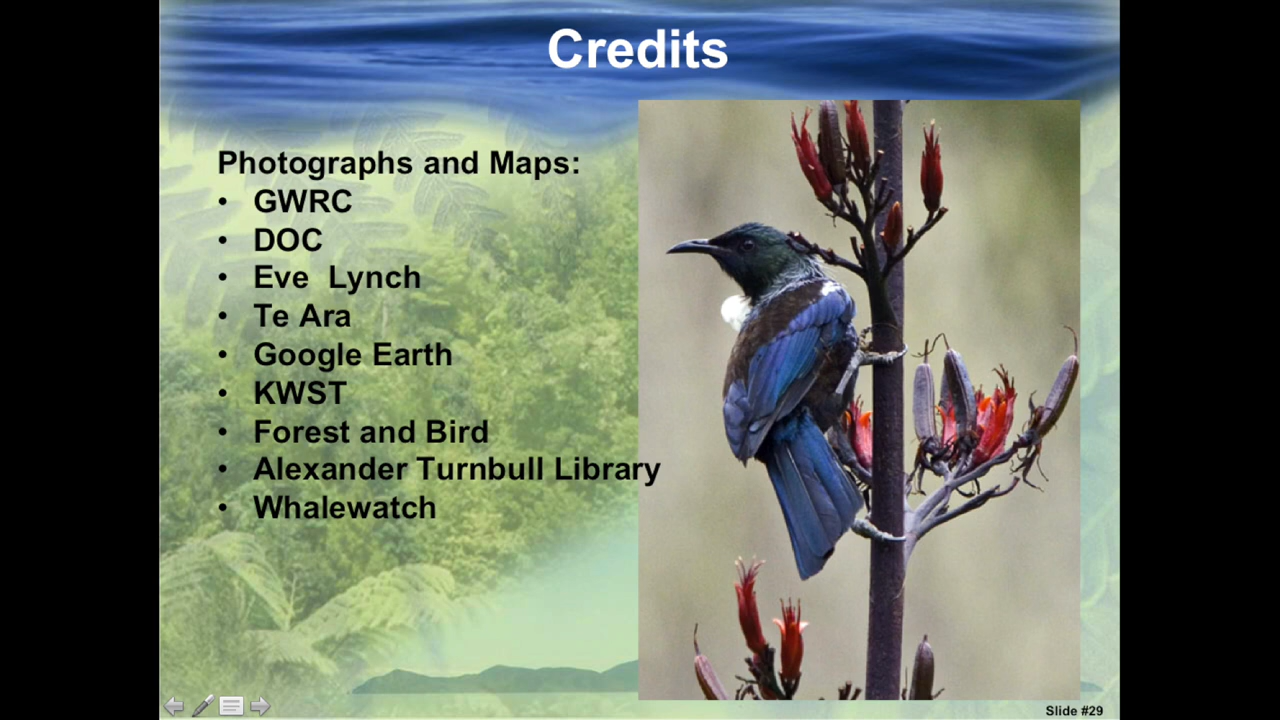 Credits
Photographs and Maps:
• GWRC
• DOC
• Eve  Lynch
• Te Ara
• Google Earth
• KWST
• Forest and Bird
• Alexander Turnbull Library
• Whalewatch
Slide #29